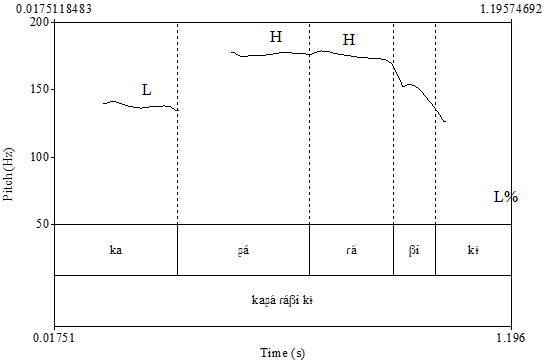 0.0175118483 1.19574692
200
H H
150
L
Pitch (Hz)
100
L%
50
ka ʂá ɾá βi kɨ
kaʂá ɾáβi kɨ
0.01751 1.196
Time (s)